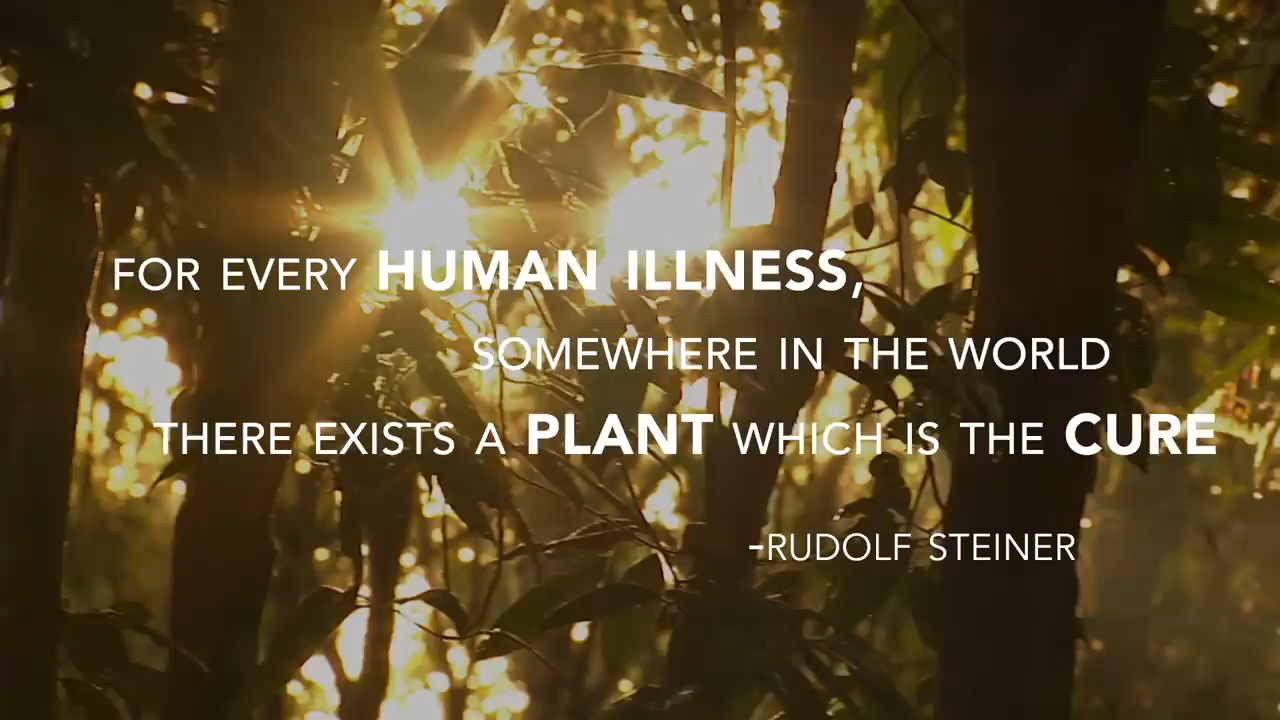 FOR EVERY HUMAN ILLNESS,
SOMEWHERE IN THE WORLD
THERE EXISTS A PLANT WHICH IS THE CURE
-RUDOLF STEINER